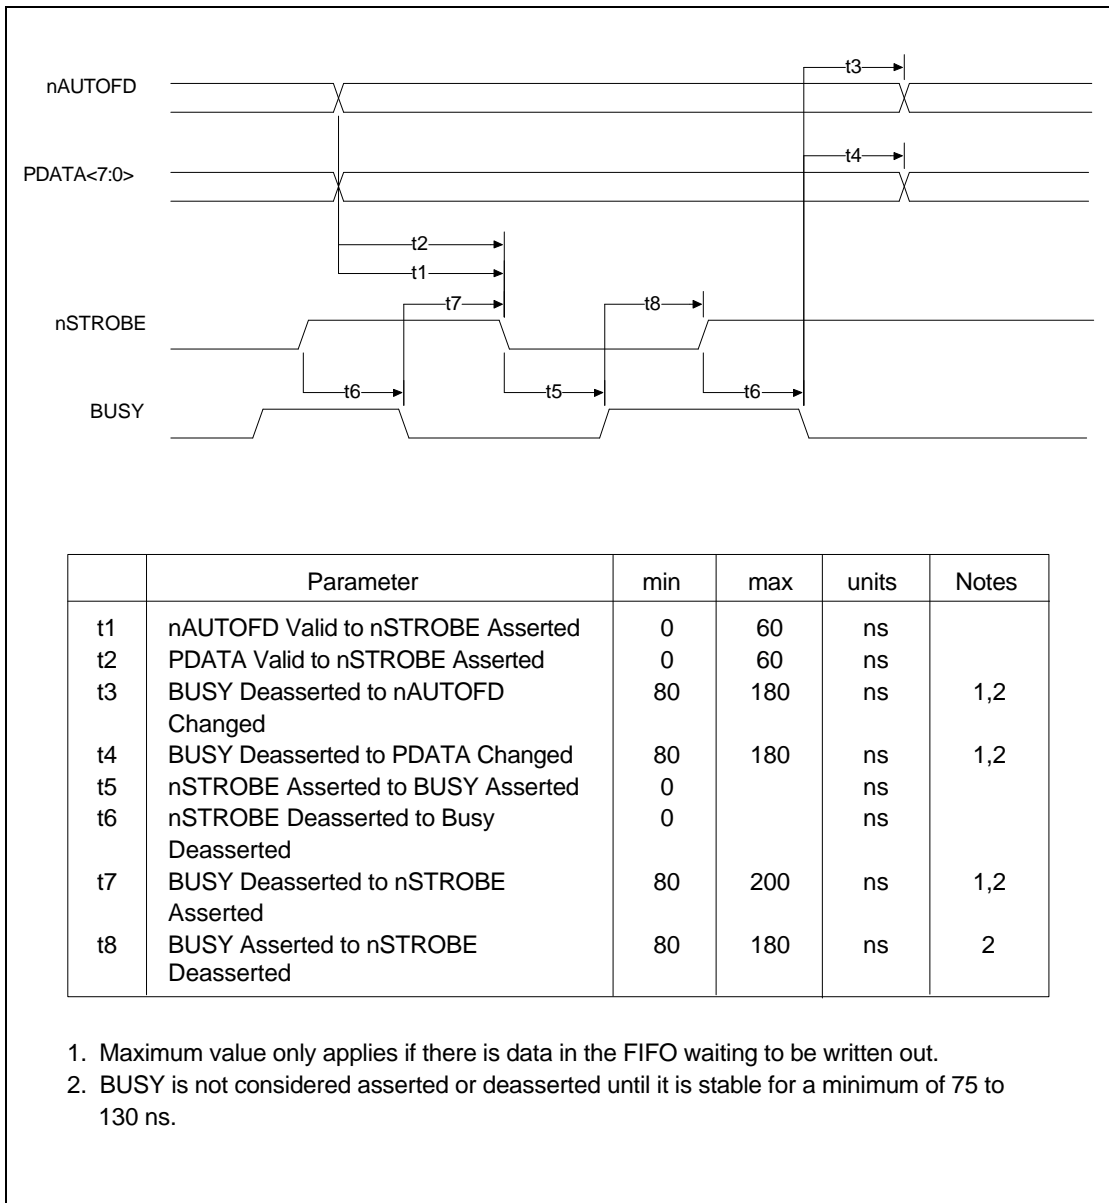 t3
nAUTOFD
t4
PDATA<7:0>
t2
t1
t7
t8
nSTROBE
t6
t5
t6
BUSY
Parameter min max units Notes
t1 nAUTOFD Valid to nSTROBE Asserted 0 60 ns
t2 PDATA Valid to nSTROBE Asserted 0 60 ns
t3 BUSY Deasserted to nAUTOFD 80 180 ns 1,2
Changed
t4 BUSY Deasserted to PDATA Changed 80 180 ns 1,2
t5 nSTROBE Asserted to BUSY Asserted 0 ns
t6 nSTROBE Deasserted to Busy 0 ns
Deasserted
t7 BUSY Deasserted to nSTROBE 80 200 ns 1,2
Asserted
t8 BUSY Asserted to nSTROBE 80 180 ns 2
Deasserted
1. Maximum value only applies if there is data in the FIFO waiting to be written out.
2. BUSY is not considered asserted or deasserted until it is stable for a minimum of 75 to
130 ns.